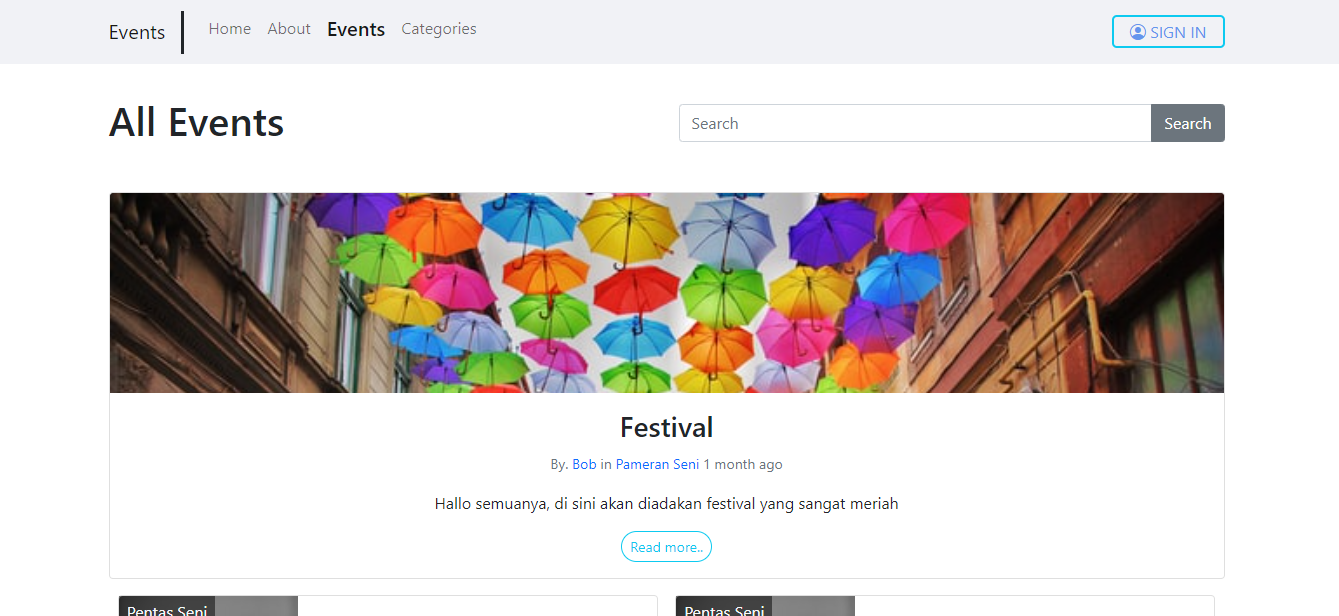 Events
Home About Events Categories
SIGN IN
All Events
Search
Search
Festival
By. Bob in Pameran Seni 1 month ago
Hallo semuanya, di sini akan diadakan festival yang sangat meriah
Read more..
Pentas Seni
Pentas Seni